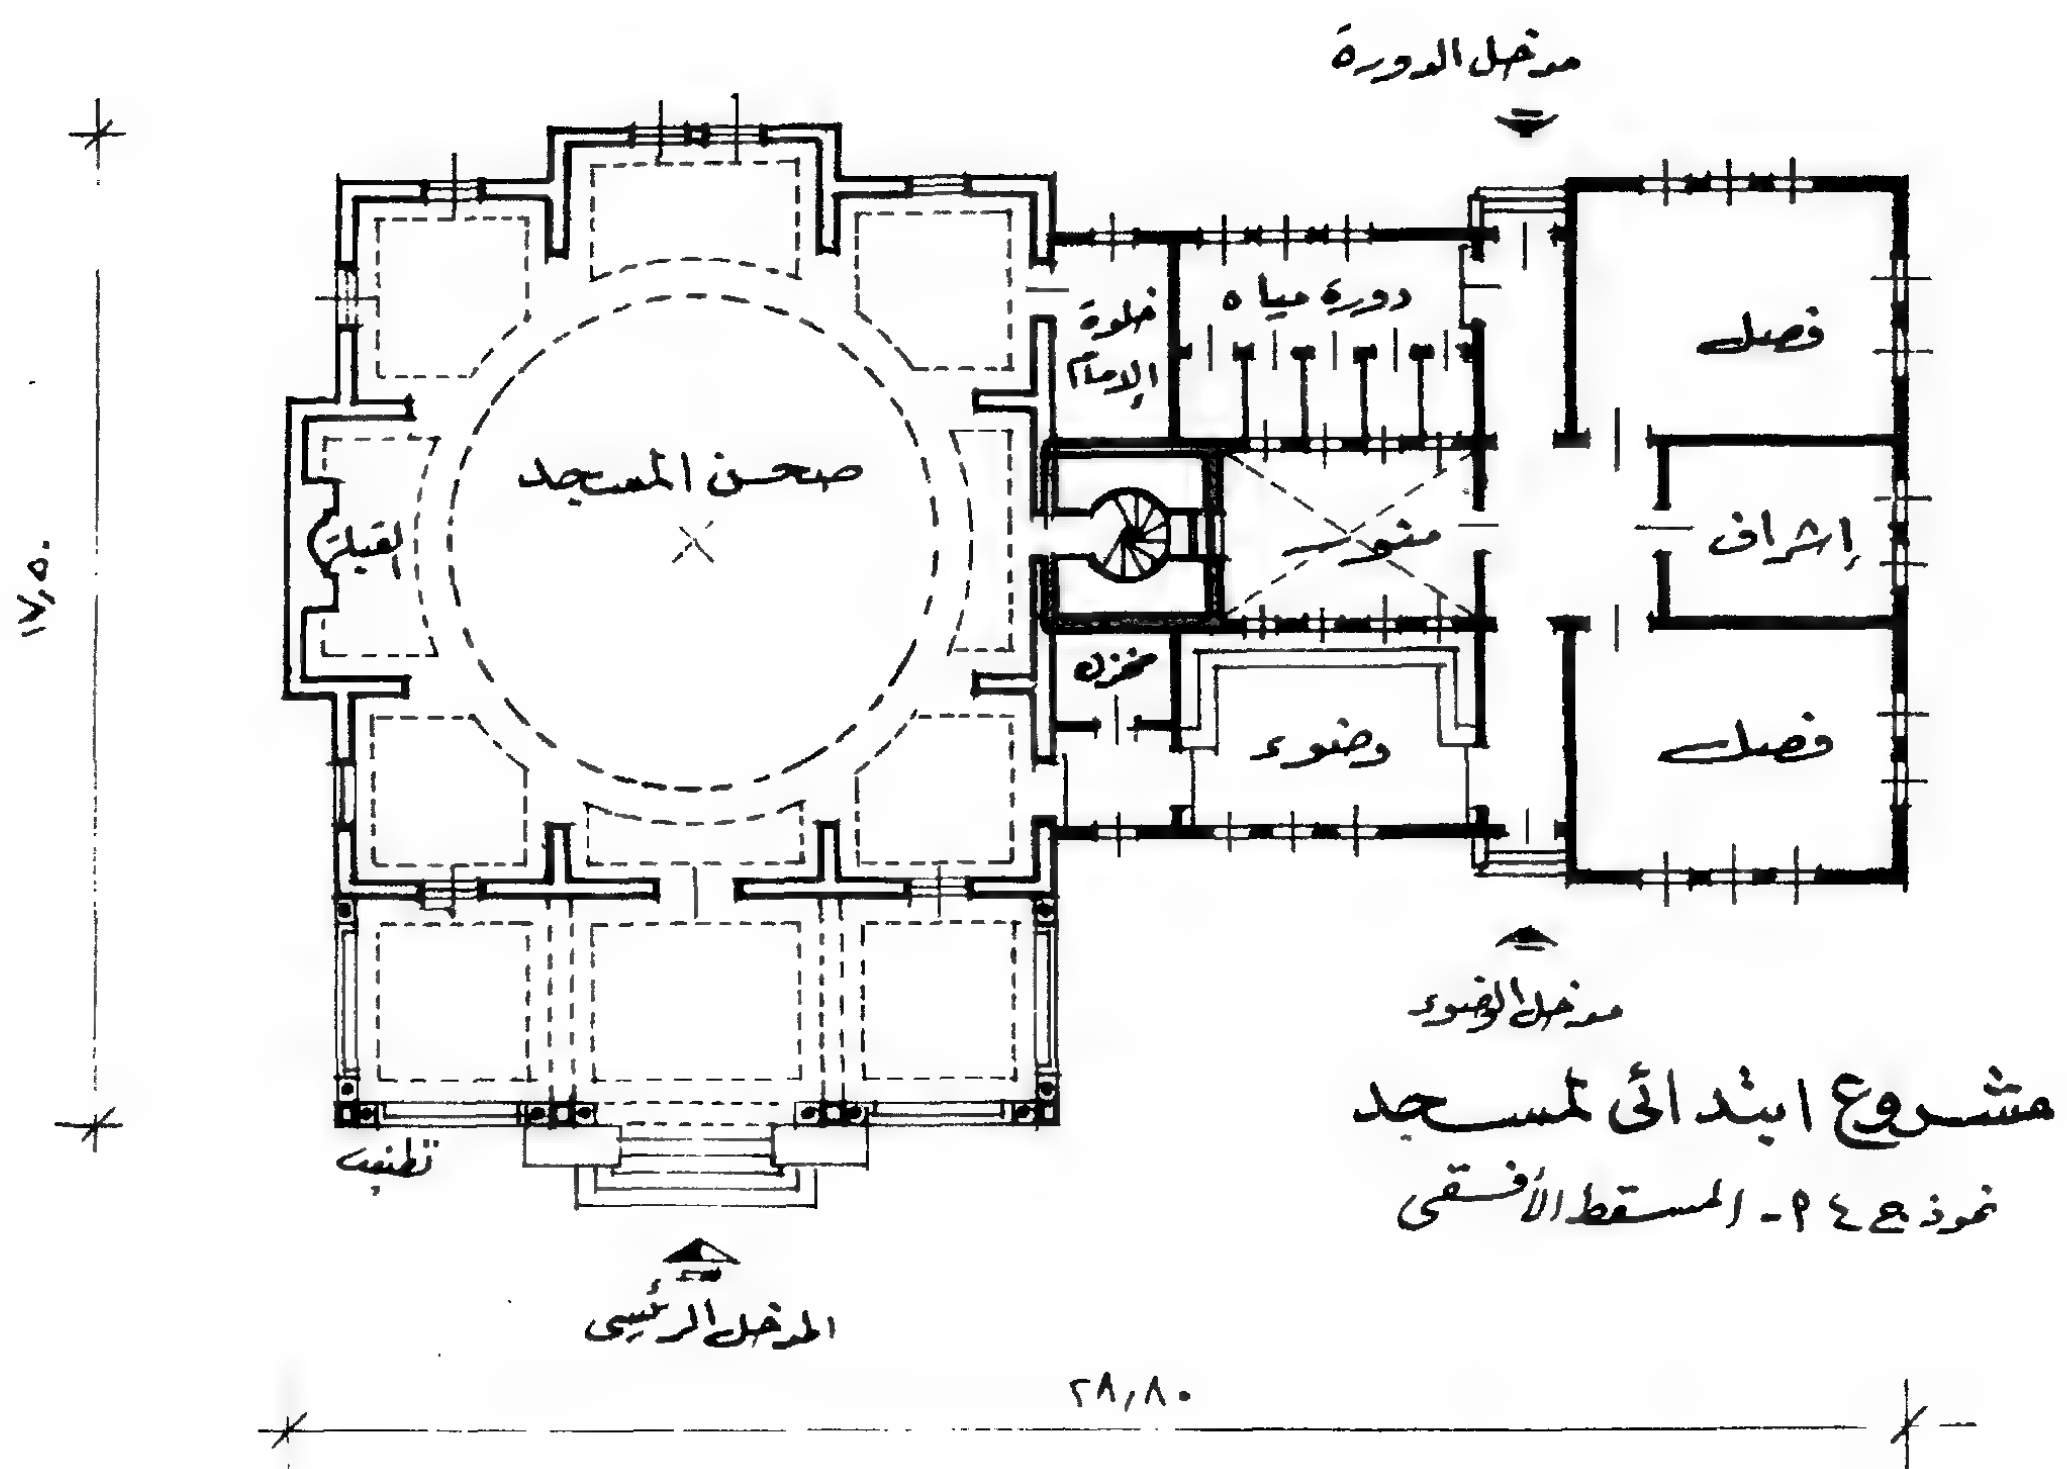 مدخل الدورة
دورة مياه
خلوة
الإمام
فصل
صحن المسجد
القبلة
منور
إشراف
مخزن
وضوء
فصل
١٧,٥٠
مدخل الوضوء
مشروع ابتدائى لمسجد
نموذج ٤ م - المسقط الأفقى
المدخل الرئيسى
٢٨,٨٠